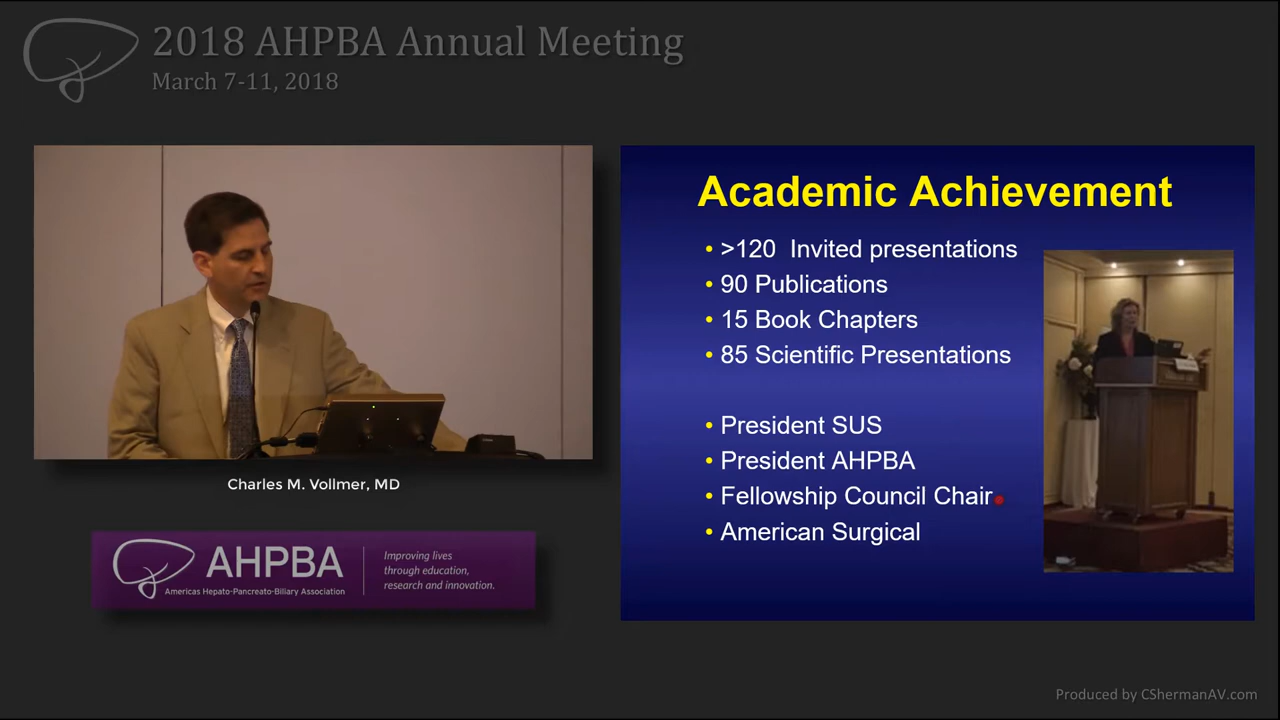 2018 AHPBA Annual Meeting
March 7-11, 2018
Charles M. Vollmer, MD
AHPBA
Americas Hepato-Pancreato-Biliary Association
Improving lives
through education,
research and innovation.
Academic Achievement
• >120 Invited presentations
• 90 Publications
• 15 Book Chapters
• 85 Scientific Presentations
• President SUS
• President AHPBA
• Fellowship Council Chair
• American Surgical
Produced by CShermanAV.com